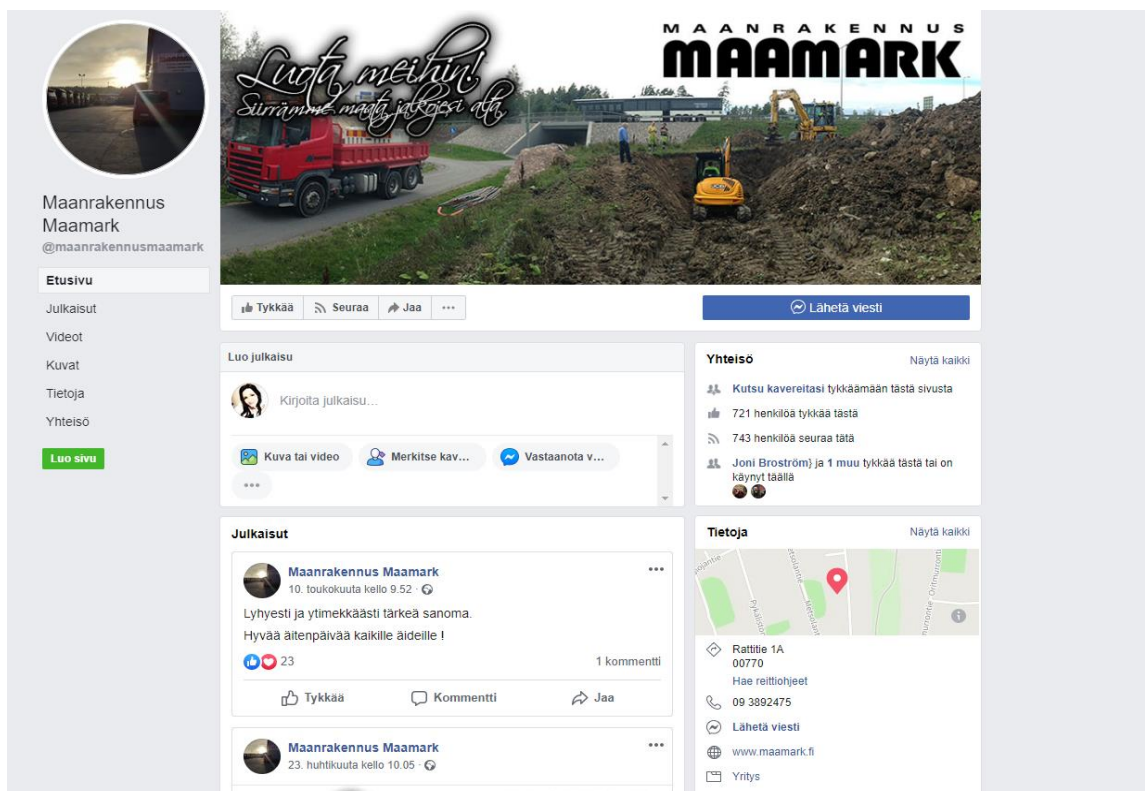 Maanrakennus
Maamark
@maanrakennusmaamark
Etusivu
Julkaisut
Videot
Kuvat
Tietoja
Yhteisö
Luo sivu
Luota meihin!
Siirrämme maata jalkojesi alta,
MAANRAKENNUS
MAAMARK
Tykkää
Seuraa
Jaa
Lähetä viesti
Luo julkaisu
Kirjoita julkaisu...
Kuva tai video
Merkitse kav...
Vastaanota v...
Julkaisut
Maanrakennus Maamark
10. toukokuuta kello 9.52 ·
Lyhyesti ja ytimekkäästi tärkeä sanoma.
Hyvää äitenpäivää kaikille äideille !
23
1 kommentti
Tykkää
Kommentti
Jaa
Maanrakennus Maamark
23. huhtikuuta kello 10.05 ·
Yhteisö
Näytä kaikki
Kutsu kavereitasi tykkäämään tästä sivusta
721 henkilöä tykkää tästä
743 henkilöä seuraa tätä
Joni Broström} ja 1 muu tykkää tästä tai on
käynyt täällä
Tietoja
Näytä kaikki
Rattitie 1A
00770
Hae reittiohjeet
09 3892475
Lähetä viesti
www.maamark.fi
Yritys